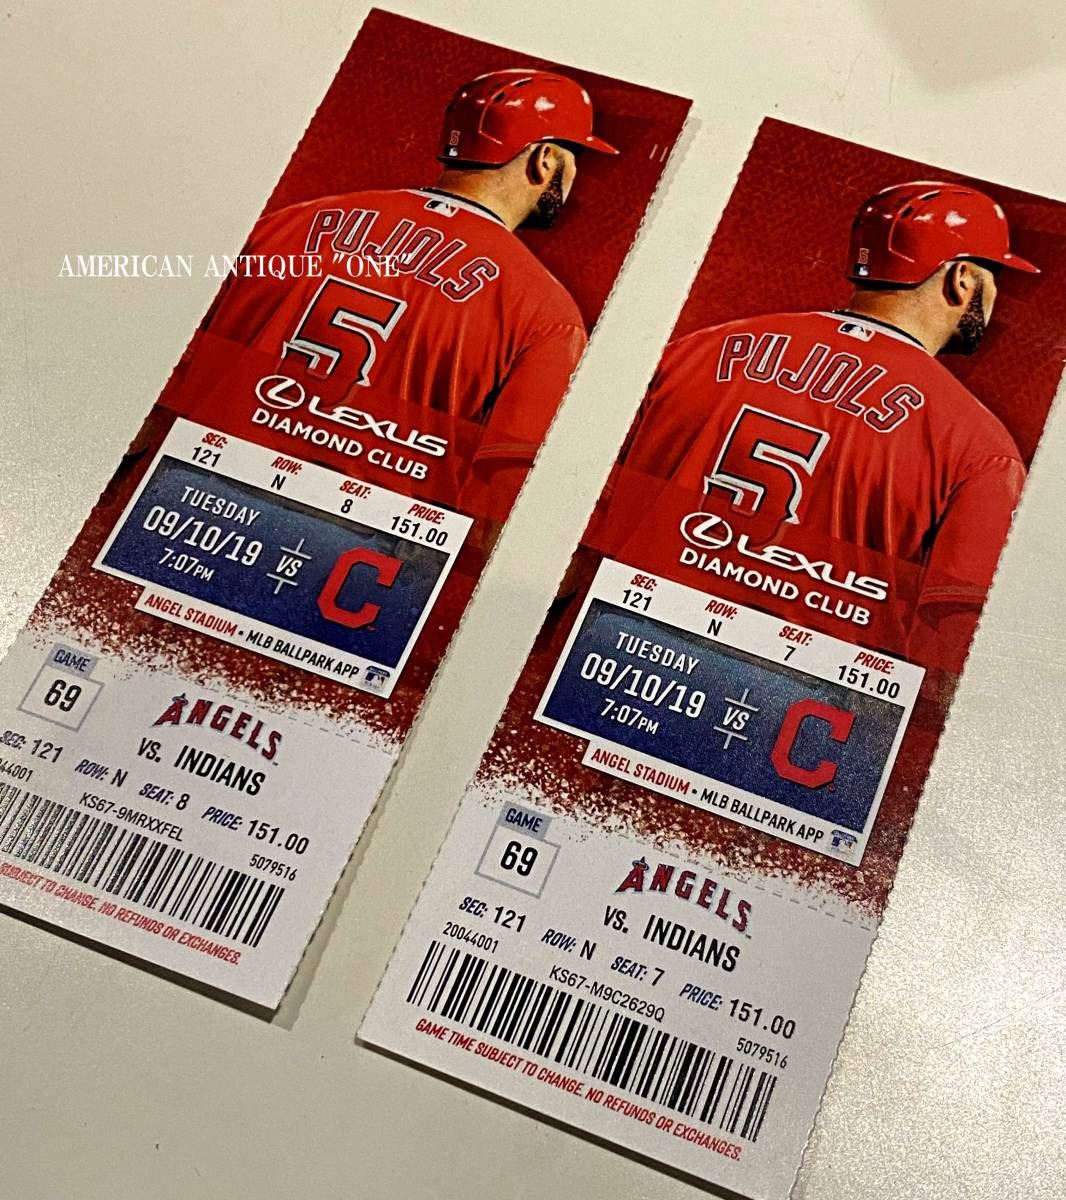 AMERICAN ANTIQUE "ONE"
5
PUJOLS
5
LEXUS
DIAMOND CLUB
SEC: ROW: SEAT: PRICE:
121 N 8 151.00
TUESDAY
09/10/19
7:07PM
VS
C
ANGEL STADIUM • MLB BALLPARK APP
GAME
69
ANGELS
VS. INDIANS
SEC: 121 ROW: N SEAT: 8 PRICE: 151.00
KS67-9MRXXFEL
5079516
SUBJECT TO CHANGE. NO REFUNDS OR EXCHANGES.
5
PUJOLS
5
LEXUS
DIAMOND CLUB
SEC: ROW: SEAT: PRICE:
121 N 7 151.00
TUESDAY
09/10/19
7:07PM
VS
C
ANGEL STADIUM • MLB BALLPARK APP
GAME
69
ANGELS
VS. INDIANS
SEC: 121 ROW: N SEAT: 7 PRICE: 151.00
20044001
KS67-M9C2629Q
5079516
GAME TIME SUBJECT TO CHANGE. NO REFUNDS OR EXCHANGES.